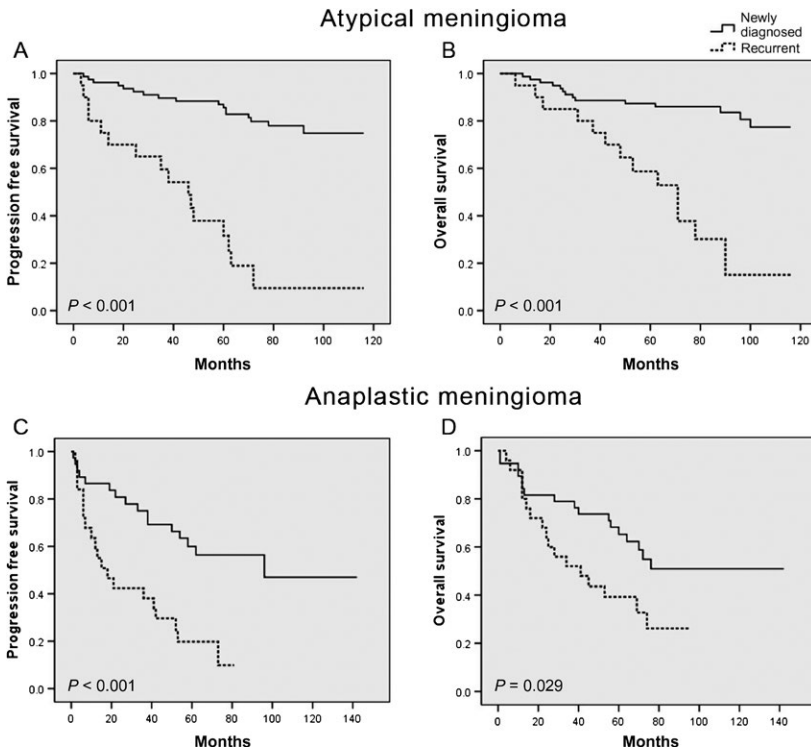 Atypical meningioma
Newly
diagnosed
Recurrent
A
Progression free survival
1.0
0.8
0.6
0.4
0.2
0.0
P < 0.001
0 20 40 60 80 100 120
Months
B
Overall survival
1.0
0.8
0.6
0.4
0.2
0.0
P < 0.001
0 20 40 60 80 100 120
Months
Anaplastic meningioma
C
Progression free survival
1.0
0.8
0.6
0.4
0.2
0.0
P < 0.001
0 20 40 60 80 100 120 140
Months
D
Overall survival
1.0
0.8
0.6
0.4
0.2
0.0
P = 0.029
0 20 40 60 80 100 120 140
Months